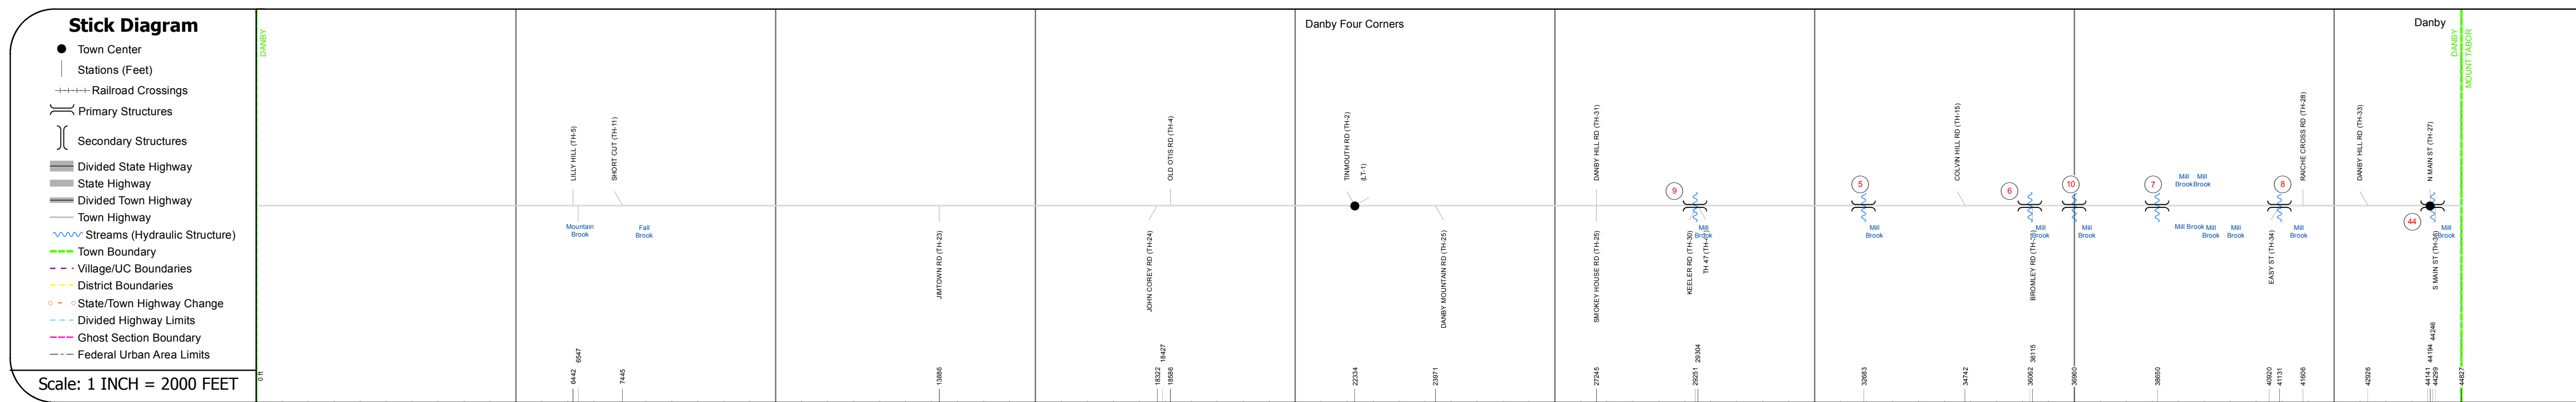 Stick Diagram
Town Center
Stations (Feet)
Railroad Crossings
Primary Structures
Secondary Structures
Divided State Highway
State Highway
Divided Town Highway
Town Highway
Streams (Hydraulic Structure)
Town Boundary
Village/UC Boundaries
District Boundaries
State/Town Highway Change
Divided Highway Limits
Ghost Section Boundary
Federal Urban Area Limits
Scale: 1 INCH = 2000 FEET
DANBY
Danby Four Corners
Danby
DANBY
MOUNT TABOR
LILLY HILL (TH-5)
SHORT CUT (TH-11)
OLD OTIS RD (TH-4)
TINMOUTH RD (TH-2)
(LT-1)
DANBY HILL RD (TH-31)
COLVIN HILL RD (TH-15)
RAICHE CROSS RD (TH-28)
DANBY HILL RD (TH-33)
N MAIN ST (TH-27)
9
5
6
10
7
8
44
Mill
Brook
Mill
Brook
Mountain
Brook
Fall
Brook
Mill
Brook
Mill
Brook
Mill
Brook
Mill
Brook
Mill Brook
Mill
Brook
Mill
Brook
Mill
Brook
Mill
Brook
JIMTOWN RD (TH-23)
JOHN COREY RD (TH-24)
DANBY MOUNTAIN RD (TH-25)
SMOKEY HOUSE RD (TH-25)
KEELER RD (TH-30)
TH 47
BROMLEY RD
EASY ST (TH-34)
S MAIN ST (TH-36)
0 ft
6442
6547
7445
13886
18322
18427
18586
22334
23971
27245
29251
29304
32683
34742
36062
36115
36960
38650
40920
41131
41606
42926
44141
44194
44246
44299
44827